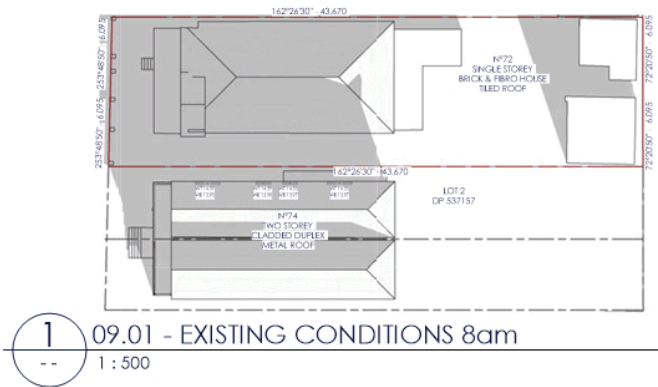 162°26'30" - 43.670
253°48'50" - 6.095
253°48'50" - 6.095
72°20'50" - 6.095
72°20'50" - 6.095
N°72
SINGLE STOREY
BRICK & FIBRO HOUSE
TILED ROOF
162°26'30" - 43.670
LOT 2
DP 537157
N°74
TWO STOREY
CLADDED DUPLEX
METAL ROOF
1 09.01 - EXISTING CONDITIONS 8am
-- 1 : 500